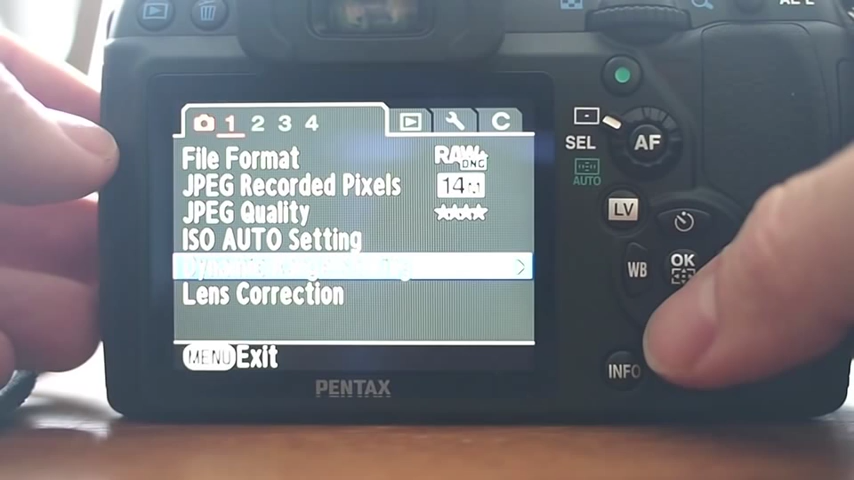 AE L
1 2 3 4 C
File Format RAW+ DNG
JPEG Recorded Pixels 14M
JPEG Quality ★★★★
ISO AUTO Setting
Lens Correction
MENU Exit
PENTAX
SEL
AF
AUTO
LV
WB
OK
INFO